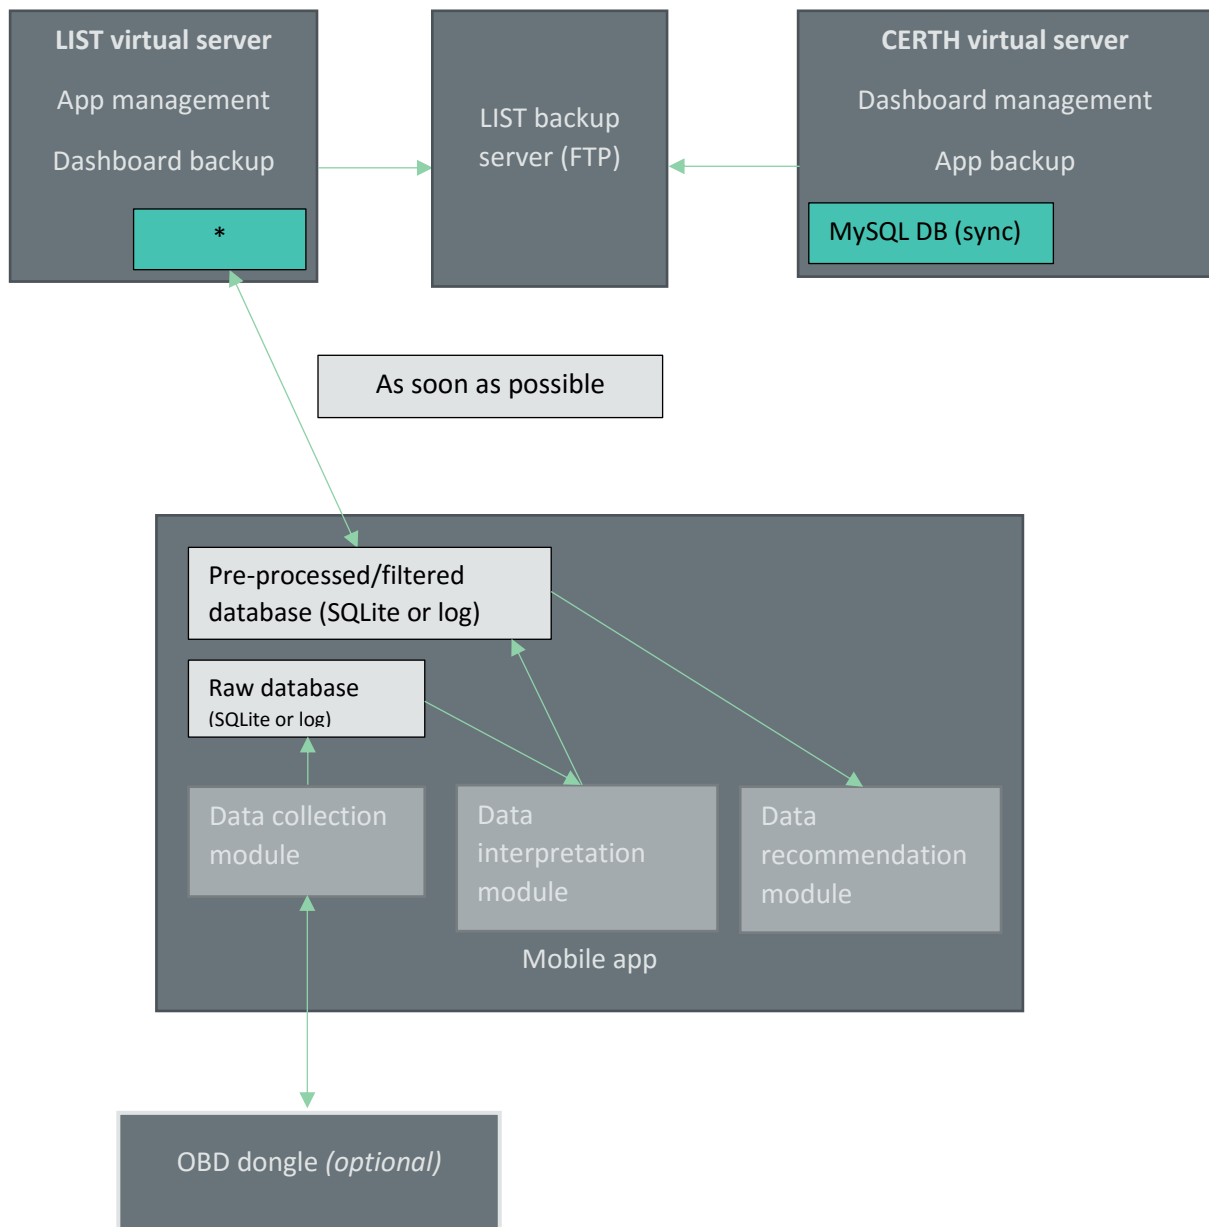 LIST virtual server
App management
Dashboard backup
*
LIST backup
server (FTP)
CERTH virtual server
Dashboard management
App backup
MySQL DB (sync)
As soon as possible
Pre-processed/filtered
database (SQLite or log)
Raw database
(SQLite or log)
Data collection
module
Data
interpretation
module
Data
recommendation
module
Mobile app
OBD dongle (optional)